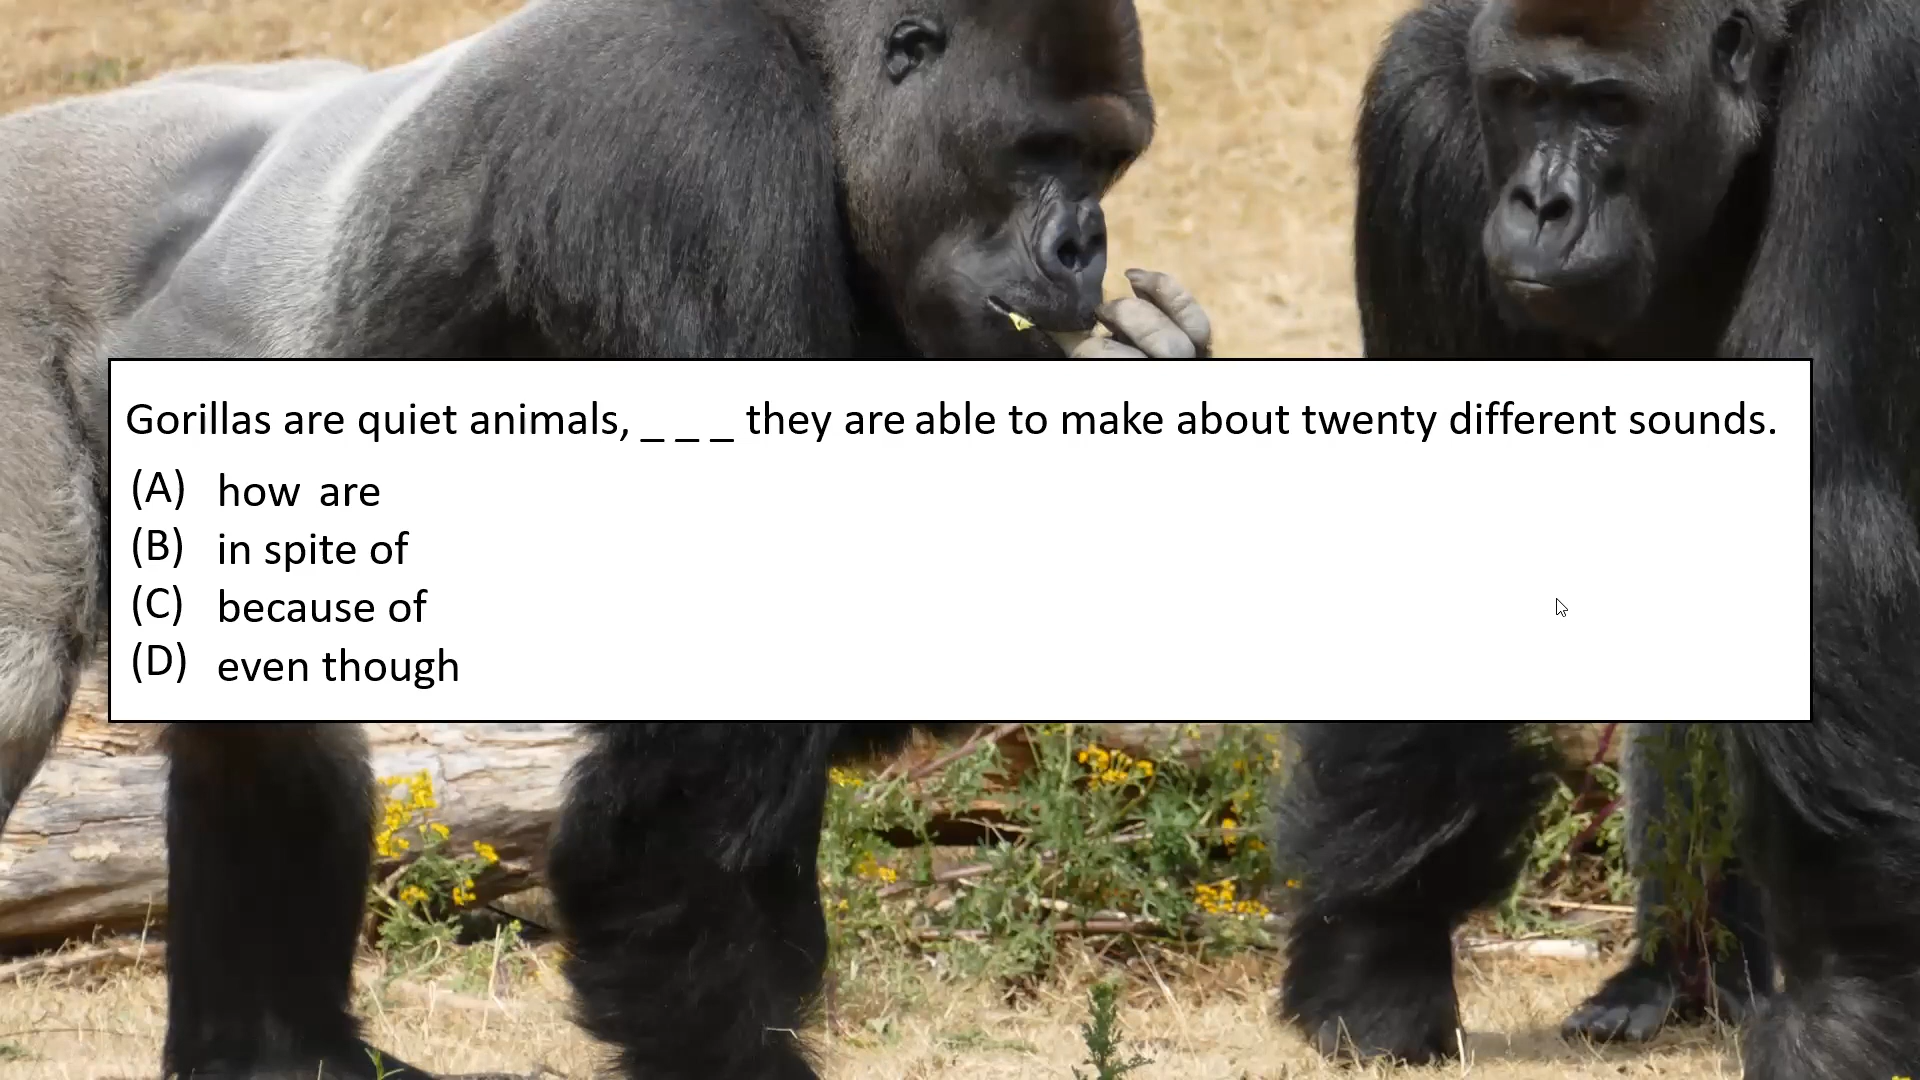 Gorillas are quiet animals, _ _ _ they are able to make about twenty different sounds.
(A) how are
(B) in spite of
(C) because of
(D) even though